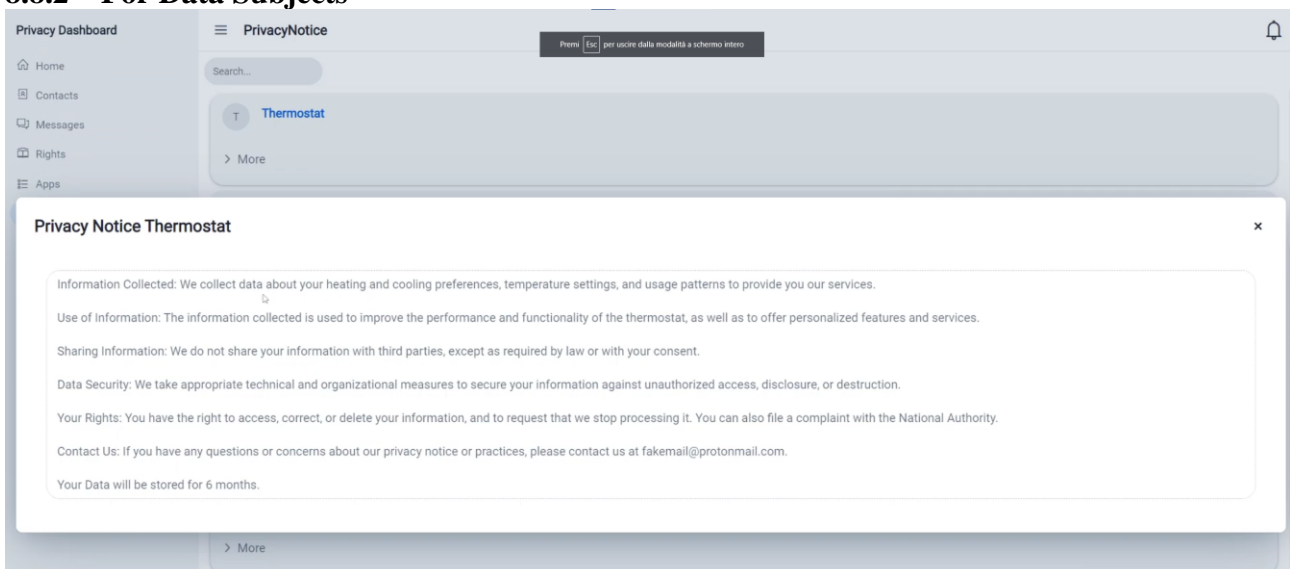 8.8.2 For Data Subjects
Privacy Dashboard
PrivacyNotice
Premi Esc per uscire dalla modalità a schermo intero
Home
Search...
Contacts
T Thermostat
Messages
Rights
> More
Apps
Privacy Notice Thermostat
×
Information Collected: We collect data about your heating and cooling preferences, temperature settings, and usage patterns to provide you our services.
Use of Information: The information collected is used to improve the performance and functionality of the thermostat, as well as to offer personalized features and services.
Sharing Information: We do not share your information with third parties, except as required by law or with your consent.
Data Security: We take appropriate technical and organizational measures to secure your information against unauthorized access, disclosure, or destruction.
Your Rights: You have the right to access, correct, or delete your information, and to request that we stop processing it. You can also file a complaint with the National Authority.
Contact Us: If you have any questions or concerns about our privacy notice or practices, please contact us at fakemail@protonmail.com.
Your Data will be stored for 6 months.
> More